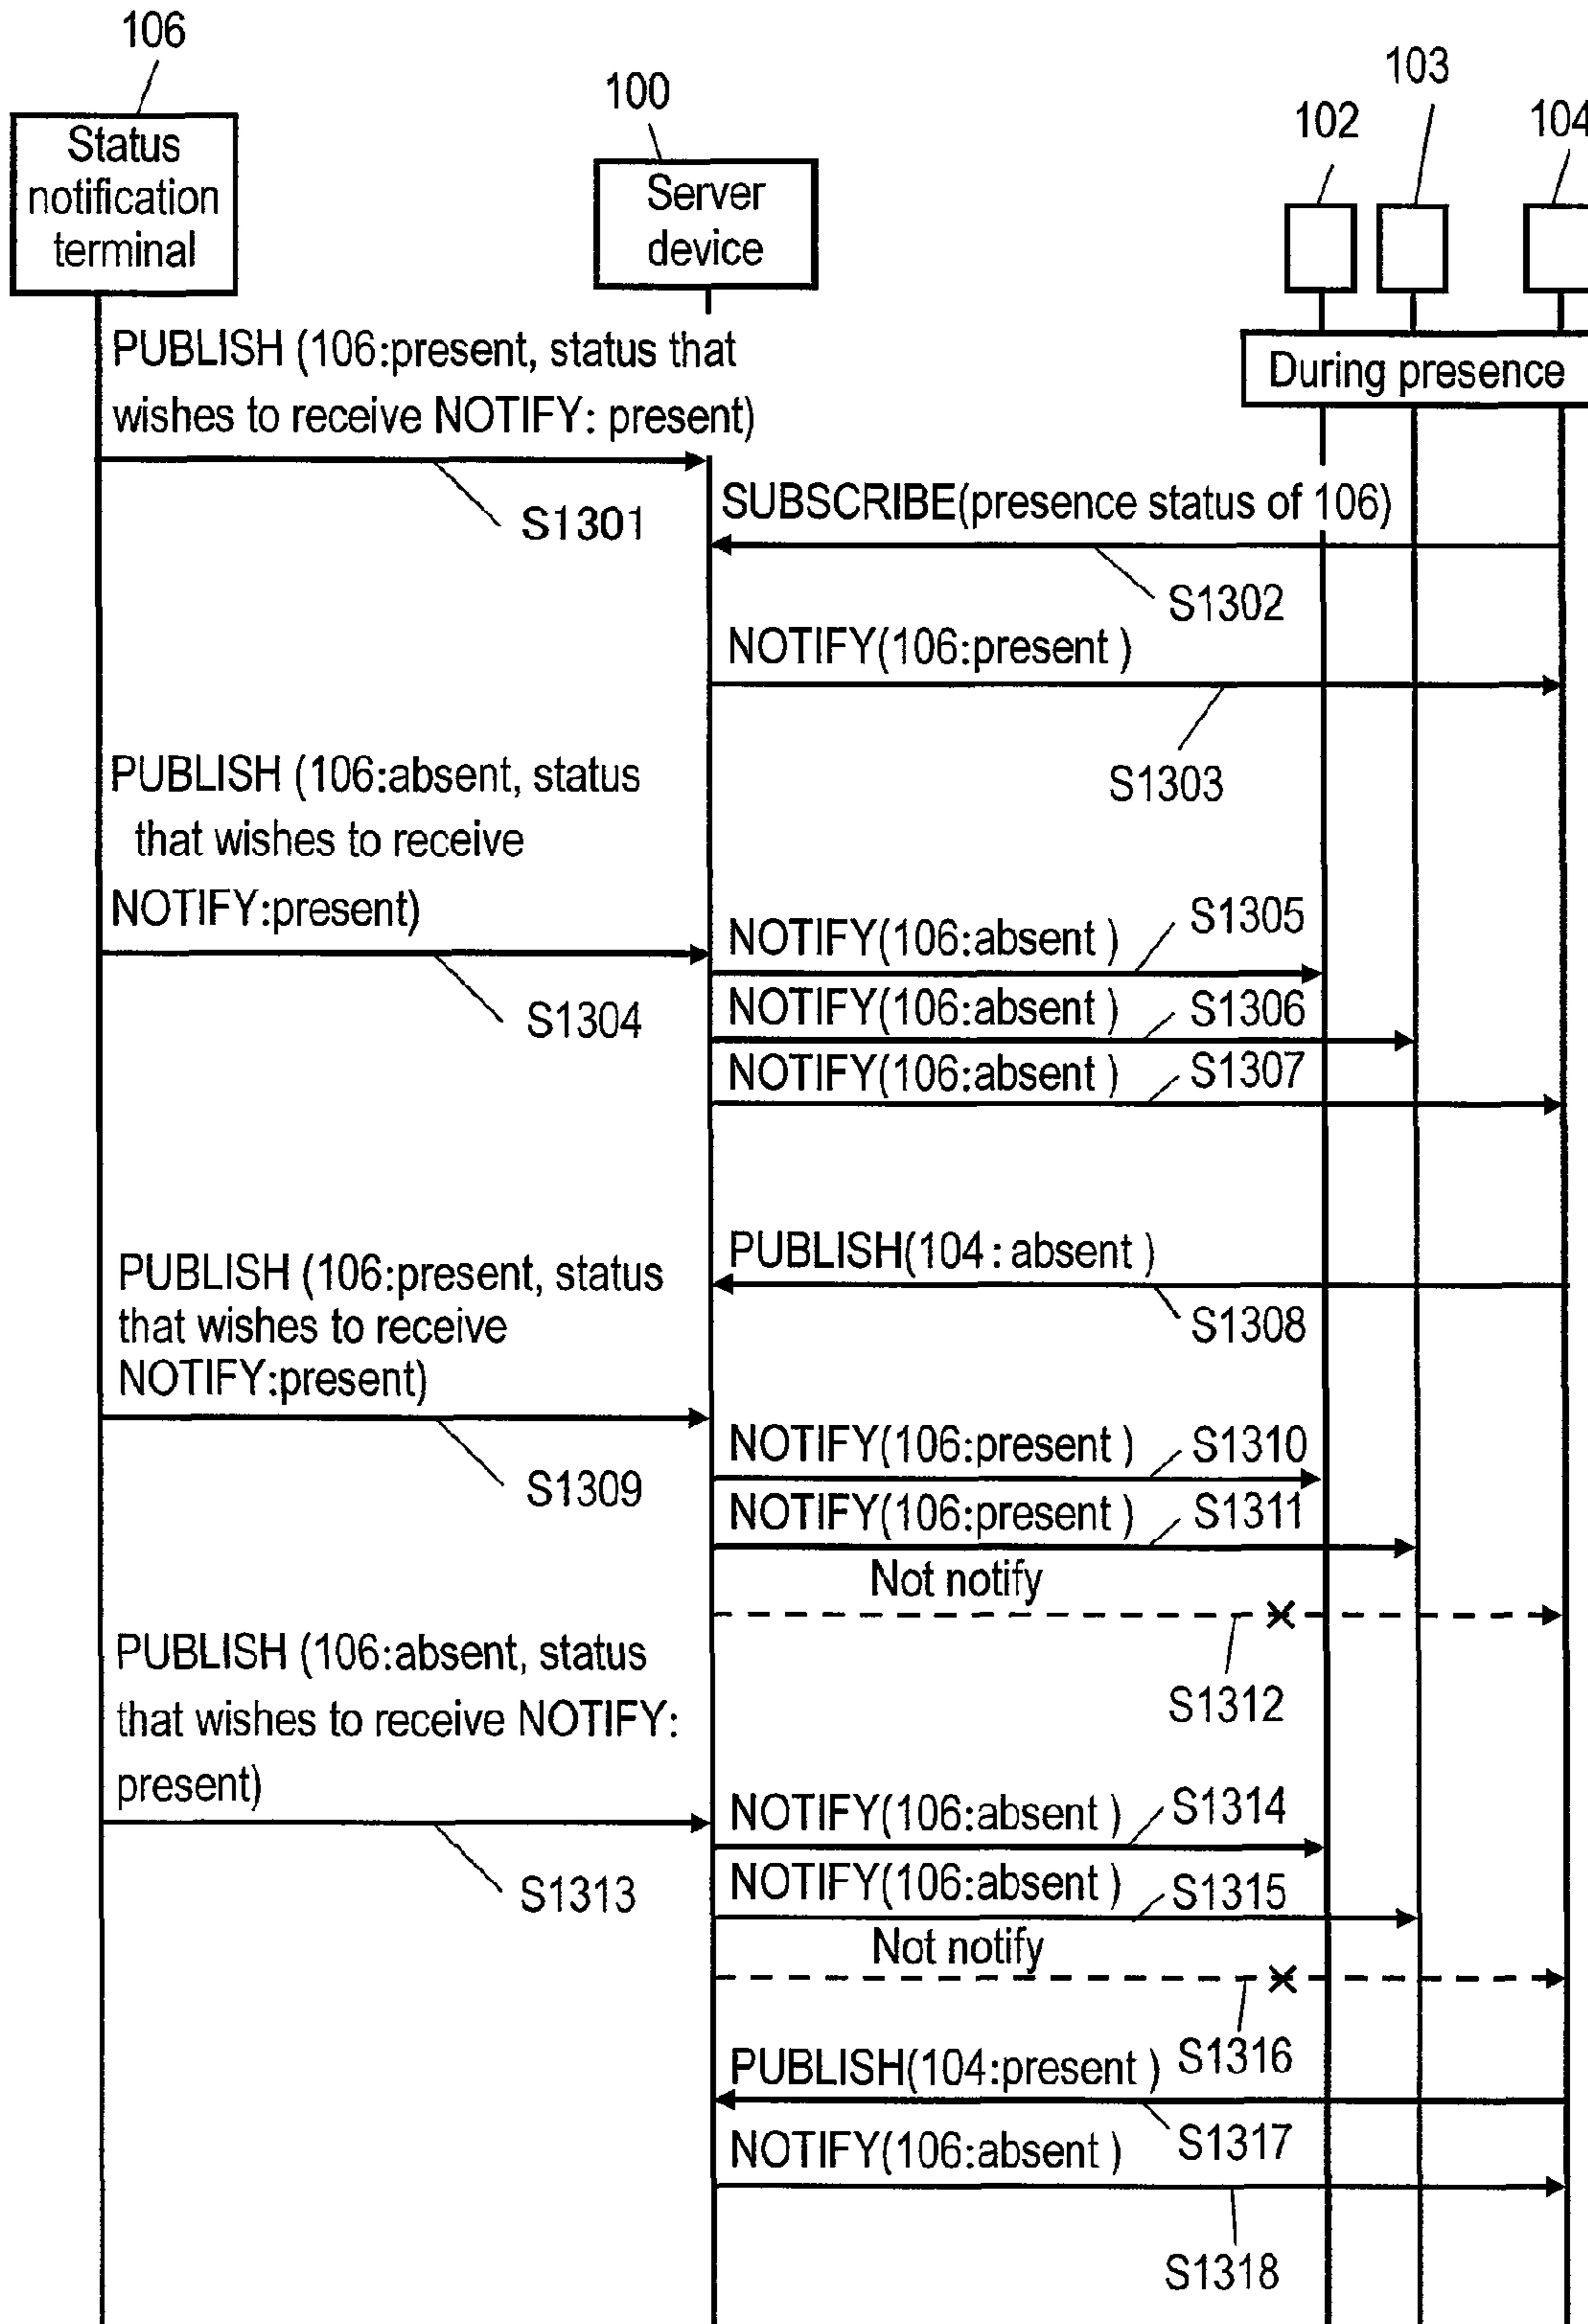 106
100
103
102
104
Status
notification
terminal
Server
device
PUBLISH (106:present, status that
wishes to receive NOTIFY: present)
During presence
S1301
SUBSCRIBE(presence status of 106)
S1302
NOTIFY(106:present )
S1303
PUBLISH (106:absent, status
that wishes to receive
NOTIFY:present)
S1304
NOTIFY(106:absent )
S1305
NOTIFY(106:absent )
S1306
NOTIFY(106:absent )
S1307
PUBLISH(104 : absent )
S1308
PUBLISH (106:present, status
that wishes to receive
NOTIFY:present)
S1309
NOTIFY(106:present )
S1310
NOTIFY(106:present )
S1311
Not notify
S1312
PUBLISH (106:absent, status
that wishes to receive NOTIFY:
present)
S1313
NOTIFY(106:absent )
S1314
NOTIFY(106:absent )
S1315
Not notify
S1316
PUBLISH(104:present )
S1317
NOTIFY(106:absent )
S1318